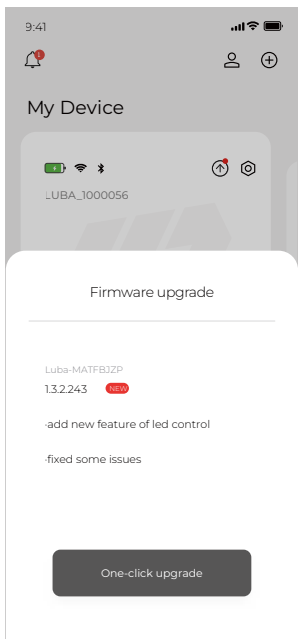 9:41
1
My Device
LUBA_1000056
Firmware upgrade
Luba-MATFBJZP
1.3.2.243 NEW
·add new feature of led control
·fixed some issues
One-click upgrade